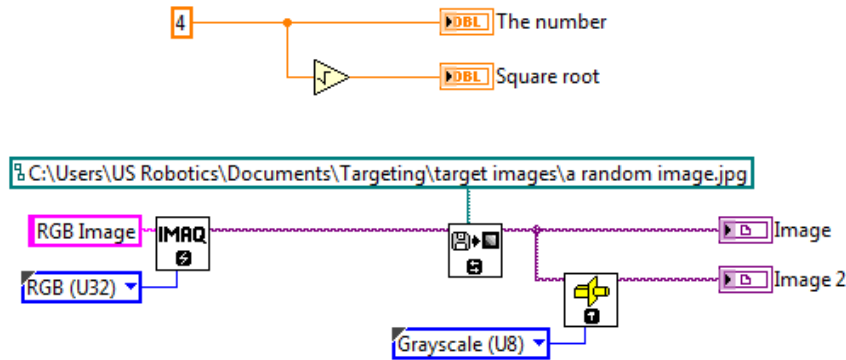 4
DBL The number
DBL Square root
C:\Users\US Robotics\Documents\Targeting\target images\a random image.jpg
RGB Image
IMAQ
Image
RGB (U32)
Image 2
Grayscale (U8)